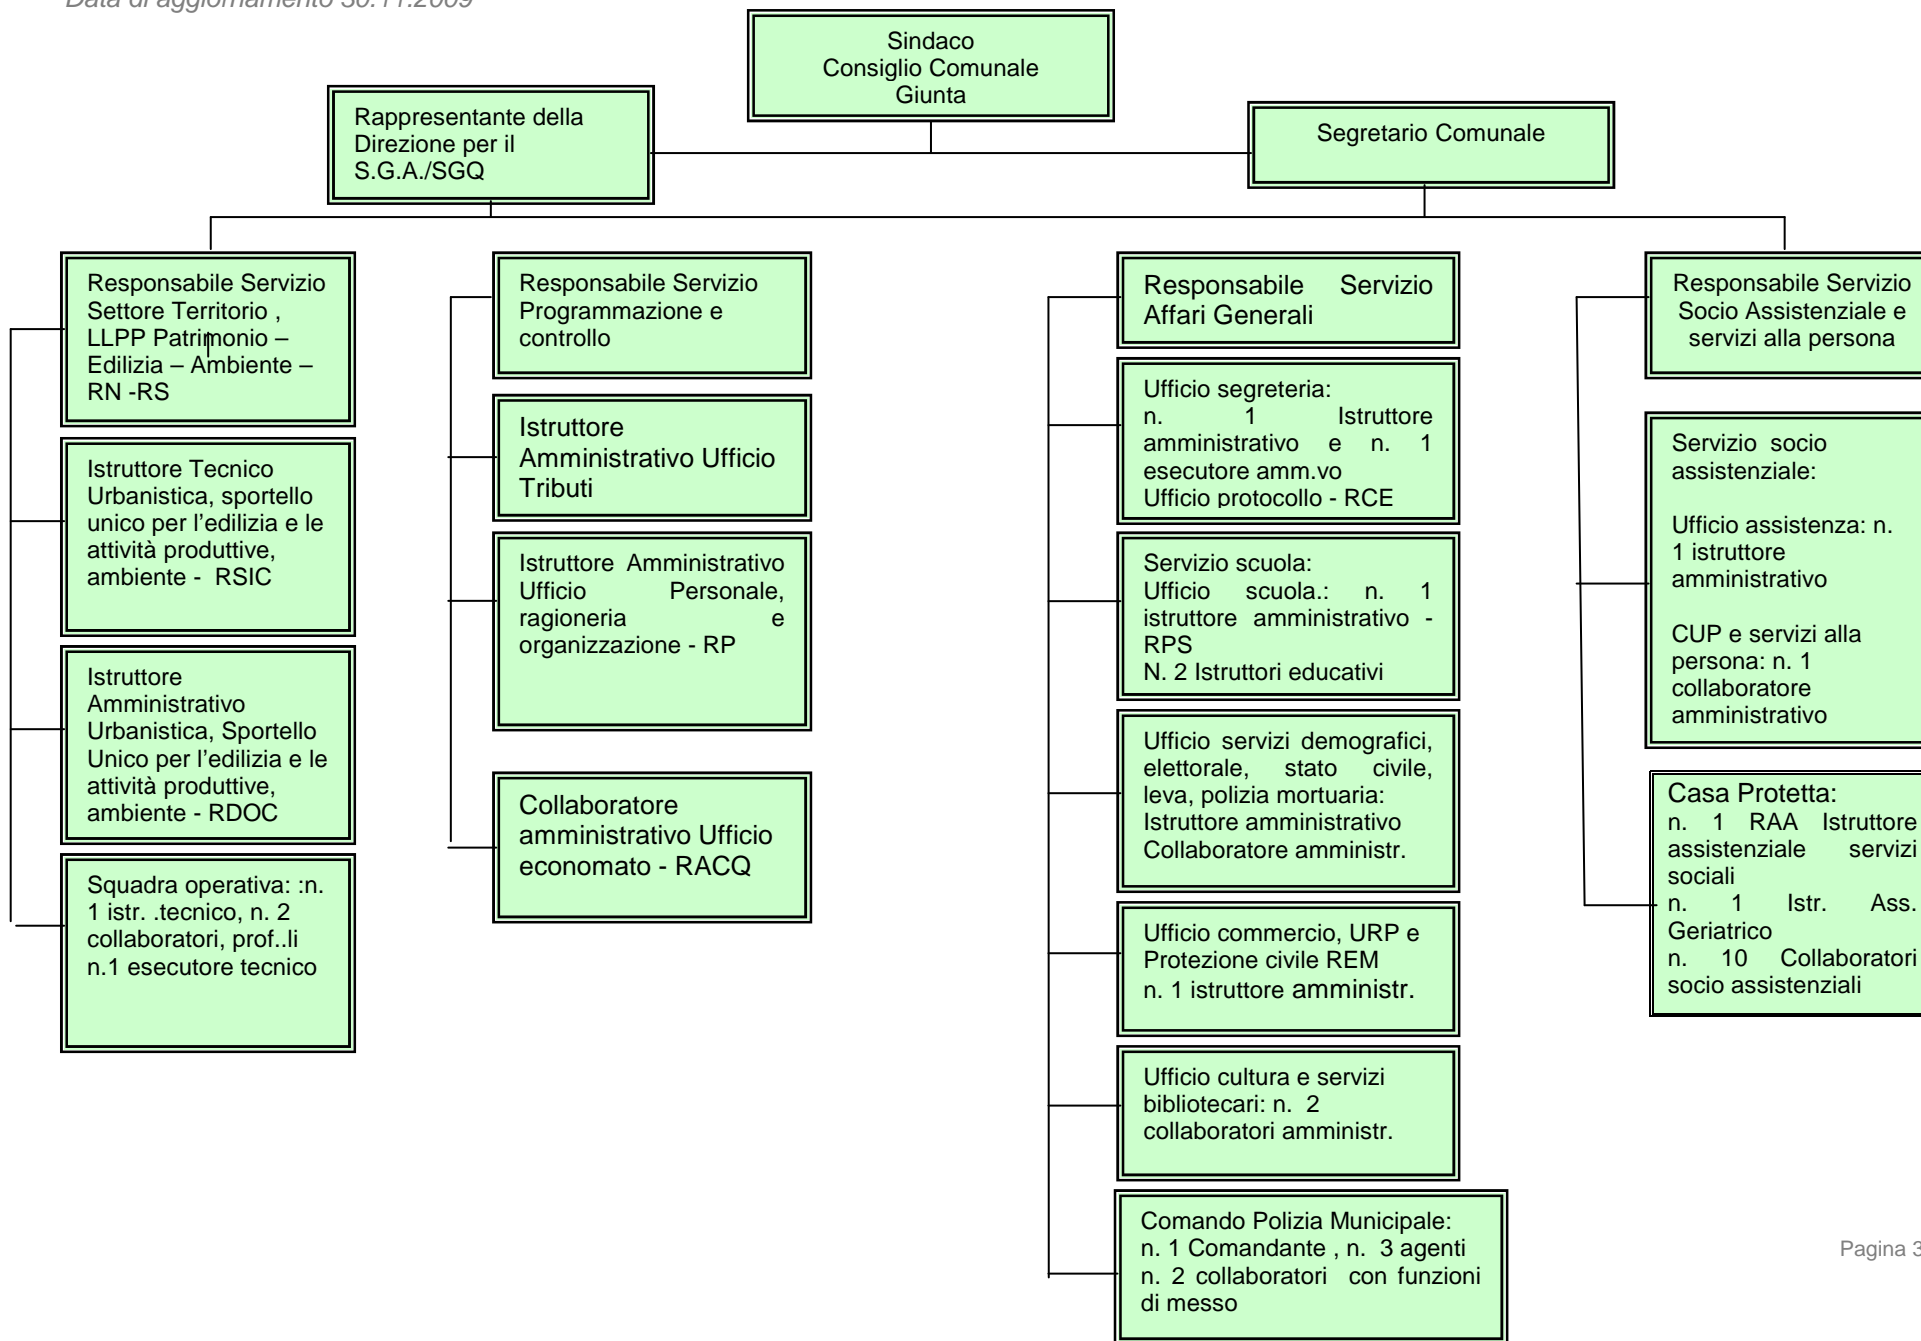 Data di aggiornamento 30.11.2009
Sindaco
Consiglio Comunale
Giunta
Rappresentante della
Direzione per il
S.G.A./SGQ
Segretario Comunale
Responsabile Servizio
Settore Territorio ,
LLPP Patrimonio –
Edilizia – Ambiente –
RN -RS
Istruttore Tecnico
Urbanistica, sportello
unico per l'edilizia e le
attività produttive,
ambiente - RSIC
Istruttore
Amministrativo
Urbanistica, Sportello
Unico per l'edilizia e le
attività produttive,
ambiente - RDOC
Squadra operativa: :n.
1 istr. .tecnico, n. 2
collaboratori, prof..li
n.1 esecutore tecnico
Responsabile Servizio
Programmazione e
controllo
Istruttore
Amministrativo Ufficio
Tributi
Istruttore Amministrativo
Ufficio Personale,
ragioneria e
organizzazione - RP
Collaboratore
amministrativo Ufficio
economato - RACQ
Responsabile Servizio
Affari Generali
Ufficio segreteria:
n. 1 Istruttore
amministrativo e n. 1
esecutore amm.vo
Ufficio protocollo - RCE
Servizio scuola:
Ufficio scuola.: n. 1
istruttore amministrativo -
RPS
N. 2 Istruttori educativi
Ufficio servizi demografici,
elettorale, stato civile,
leva, polizia mortuaria:
Istruttore amministrativo
Collaboratore amministr.
Ufficio commercio, URP e
Protezione civile REM
n. 1 istruttore amministr.
Ufficio cultura e servizi
bibliotecari: n. 2
collaboratori amministr.
Comando Polizia Municipale:
n. 1 Comandante , n. 3 agenti
n. 2 collaboratori con funzioni
di messo
Responsabile Servizio
Socio Assistenziale e
servizi alla persona
Servizio socio
assistenziale:
Ufficio assistenza: n.
1 istruttore
amministrativo
CUP e servizi alla
persona: n. 1
collaboratore
amministrativo
Casa Protetta:
n. 1 RAA Istruttore
assistenziale servizi
sociali
n. 1 Istr. Ass.
Geriatrico
n. 10 Collaboratori
socio assistenziali
Pagina 3